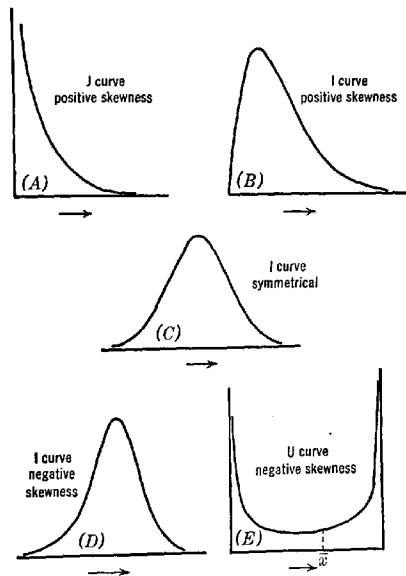 J curve
positive skewness
(A)
I curve
positive skewness
(B)
I curve
symmetrical
(C)
I curve
negative
skewness
(D)
U curve
negative skewness
(E)
x̄